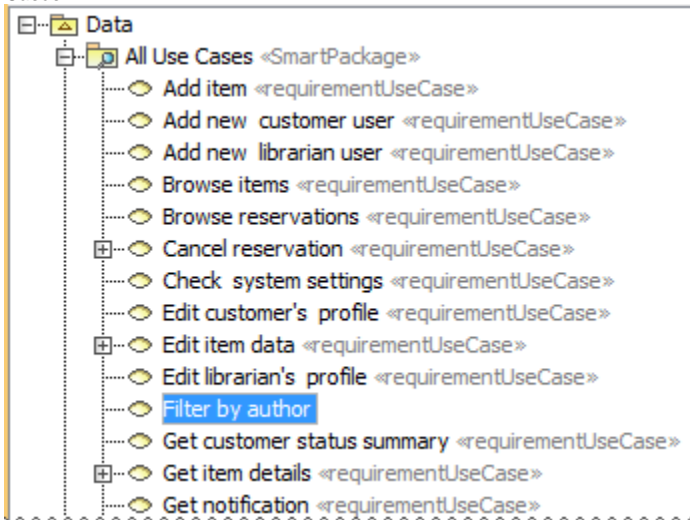 Data
All Use Cases «SmartPackage»
Add item «requirementUseCase»
Add new  customer user «requirementUseCase»
Add new  librarian user «requirementUseCase»
Browse items «requirementUseCase»
Browse reservations «requirementUseCase»
Cancel reservation «requirementUseCase»
Check  system settings «requirementUseCase»
Edit customer's  profile «requirementUseCase»
Edit item data «requirementUseCase»
Edit librarian's  profile «requirementUseCase»
Filter by author
Get customer status summary «requirementUseCase»
Get item details «requirementUseCase»
Get notification «requirementUseCase»